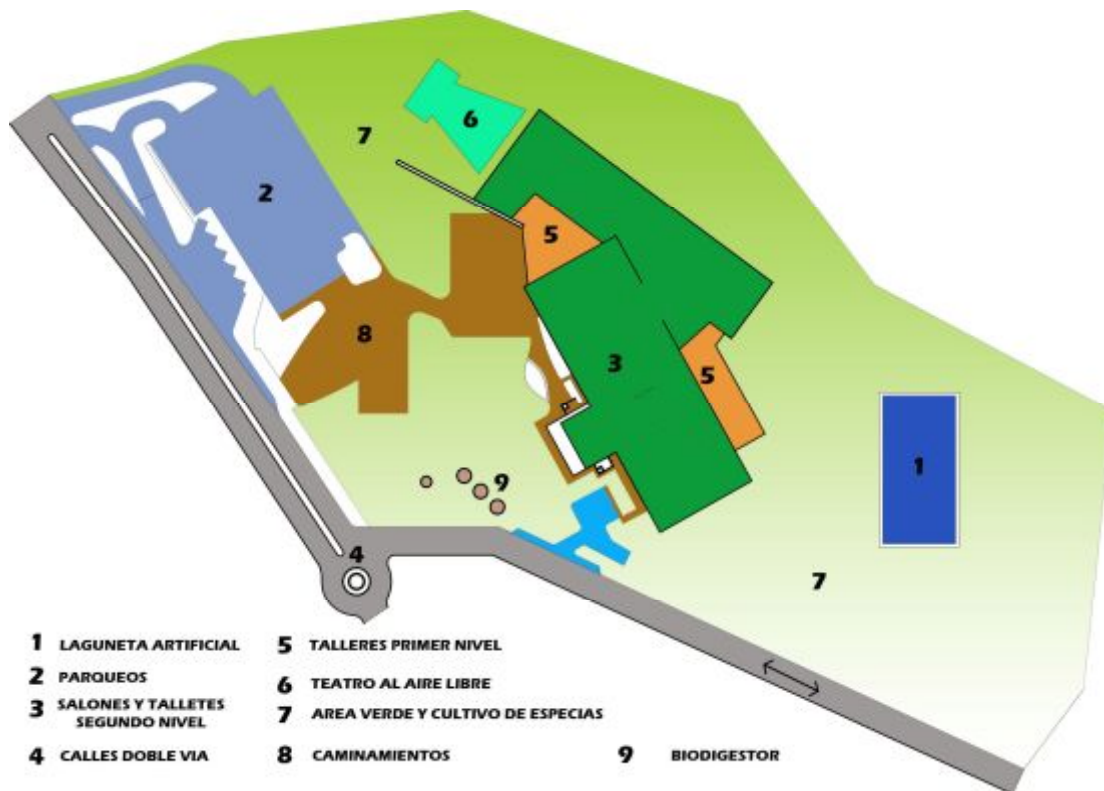 7
6
2
5
8
3
5
1
9
4
7
1 LAGUNETA ARTIFICIAL
2 PARQUEOS
3 SALONES Y TALLETES
SEGUNDO NIVEL
4 CALLES DOBLE VIA
5 TALLERES PRIMER NIVEL
6 TEATRO AL AIRE LIBRE
7 AREA VERDE Y CULTIVO DE ESPECIAS
8 CAMINAMIENTOS
9 BIODIGESTOR